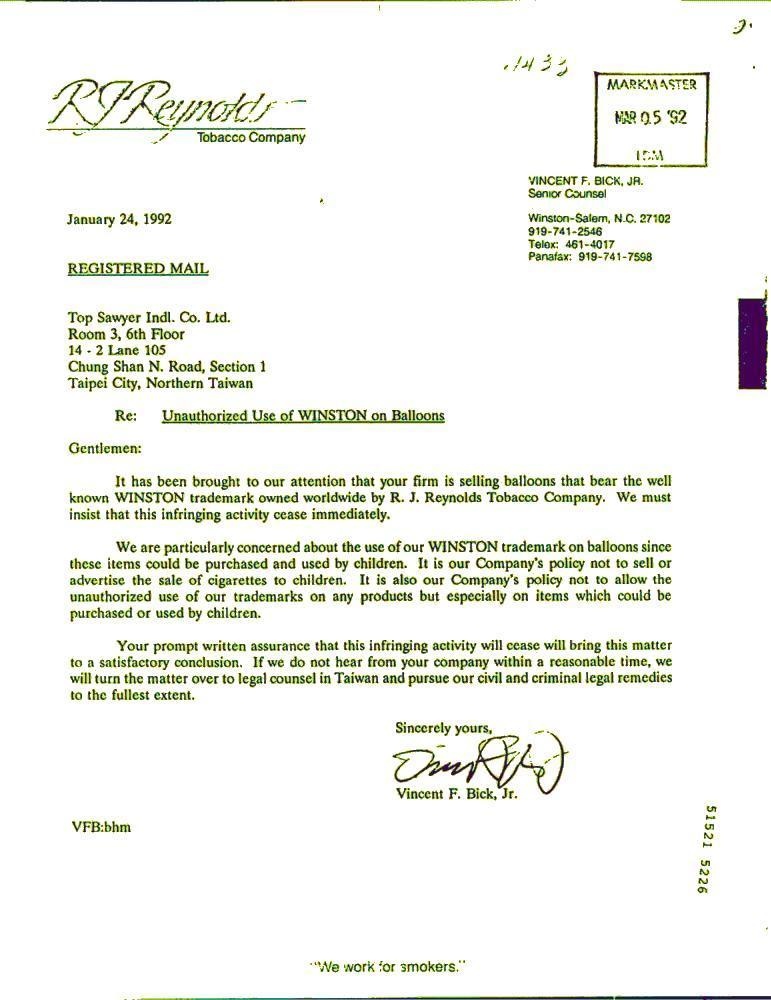 2.
.1433
RJReynolds
Tobacco Company
MARKMASTER
MAR 05 '92
VINCENT F. BICK, JR.
Senior Counsel
Winston-Salem, N.C. 27102
919-741-2546
Telex: 461-4017
Panafax: 919-741-7598
January 24, 1992
REGISTERED MAIL
Top Sawyer Indl. Co. Ltd.
Room 3, 6th Floor
14 - 2 Lane 105
Chung Shan N. Road, Section 1
Taipei City, Northern Taiwan
Re: Unauthorized Use of WINSTON on Balloons
Gentlemen:
It has been brought to our attention that your firm is selling balloons that bear the well
known WINSTON trademark owned worldwide by R. J. Reynolds Tobacco Company. We must
insist that this infringing activity cease immediately.
We are particularly concerned about the use of our WINSTON trademark on balloons since
these items could be purchased and used by children. It is our Company's policy not to sell or
advertise the sale of cigarettes to children. It is also our Company's policy not to allow the
unauthorized use of our trademarks on any products but especially on items which could be
purchased or used by children.
Your prompt written assurance that this infringing activity will cease will bring this matter
to a satisfactory conclusion. If we do not hear from your company within a reasonable time, we
will turn the matter over to legal counsel in Taiwan and pursue our civil and criminal legal remedies
to the fullest extent.
Sincerely yours,
Vincent F. Bick, Jr.
VFB:bhm
51521 5226
"We work for smokers."